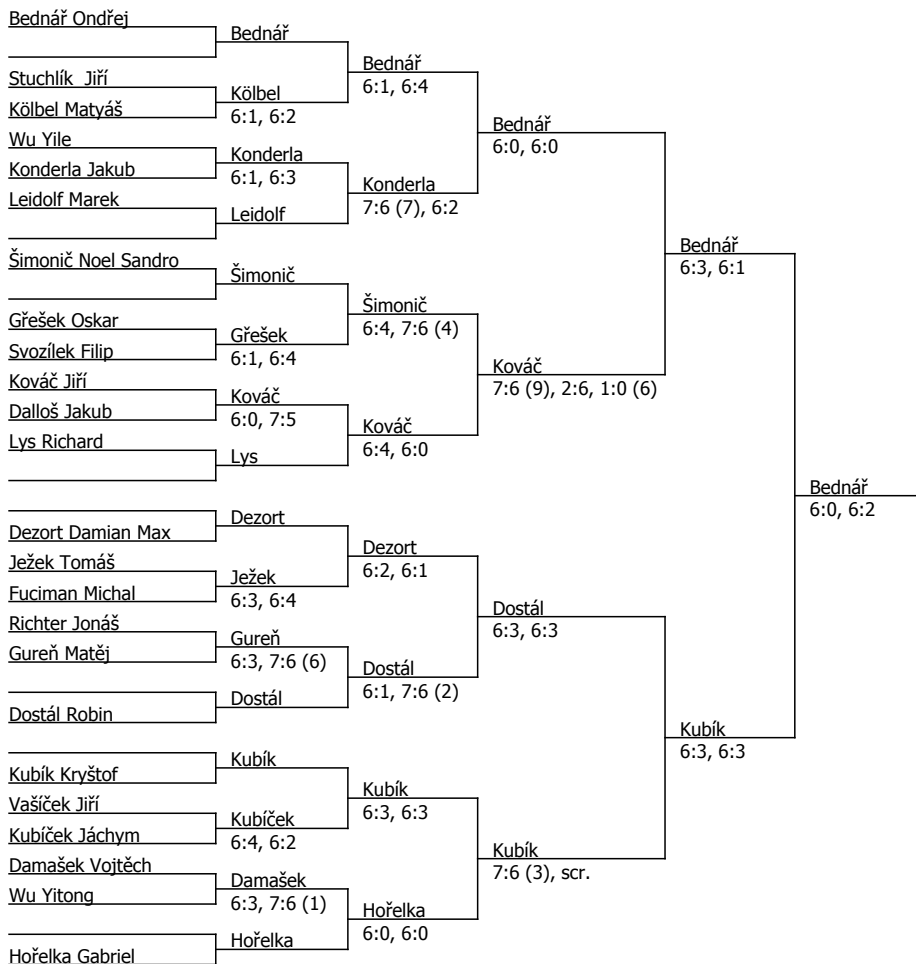 Bednář Ondřej
Stuchlík  Jiří
Kölbel Matyáš
Wu Yile
Konderla Jakub
Leidolf Marek
Šimonič Noel Sandro
Gřešek Oskar
Svozílek Filip
Kováč Jiří
Dalloš Jakub
Lys Richard
Dezort Damian Max
Ježek Tomáš
Fuciman Michal
Richter Jonáš
Gureň Matěj
Dostál Robin
Kubík Kryštof
Vašíček Jiří
Kubíček Jáchym
Damašek Vojtěch
Wu Yitong
Hořelka Gabriel
Bednář
Kölbel
6:1, 6:2
Konderla
6:1, 6:3
Leidolf
Šimonič
Gřešek
6:1, 6:4
Kováč
6:0, 7:5
Lys
Dezort
Ježek
6:3, 6:4
Gureň
6:3, 7:6 (6)
Dostál
Kubík
Kubíček
6:4, 6:2
Damašek
6:3, 7:6 (1)
Hořelka
Bednář
6:1, 6:4
Konderla
7:6 (7), 6:2
Šimonič
6:4, 7:6 (4)
Kováč
6:4, 6:0
Dezort
6:2, 6:1
Dostál
6:1, 7:6 (2)
Kubík
6:3, 6:3
Hořelka
6:0, 6:0
Bednář
6:0, 6:0
Kováč
7:6 (9), 2:6, 1:0 (6)
Dostál
6:3, 6:3
Kubík
7:6 (3), scr.
Bednář
6:3, 6:1
Kubík
6:3, 6:3
Bednář
6:0, 6:2